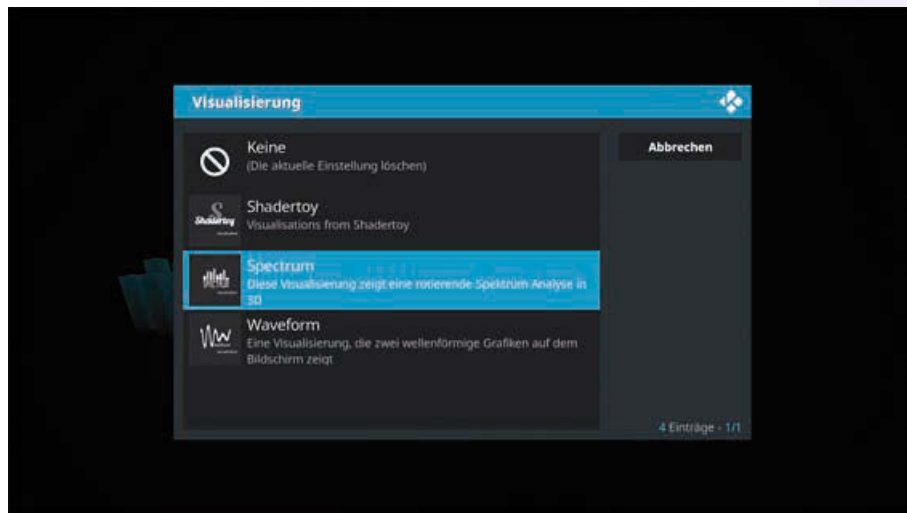 Visualisierung
Keine
(Die aktuelle Einstellung löschen)
Abbrechen
Shadertoy
Visualisations from Shadertoy
Spectrum
Diese Visualisierung zeigt eine rotierende Spektrum Analyse in
3D
Waveform
Eine Visualisierung, die zwei wellenförmige Grafiken auf dem
Bildschirm zeigt
4 Einträge - 1/1